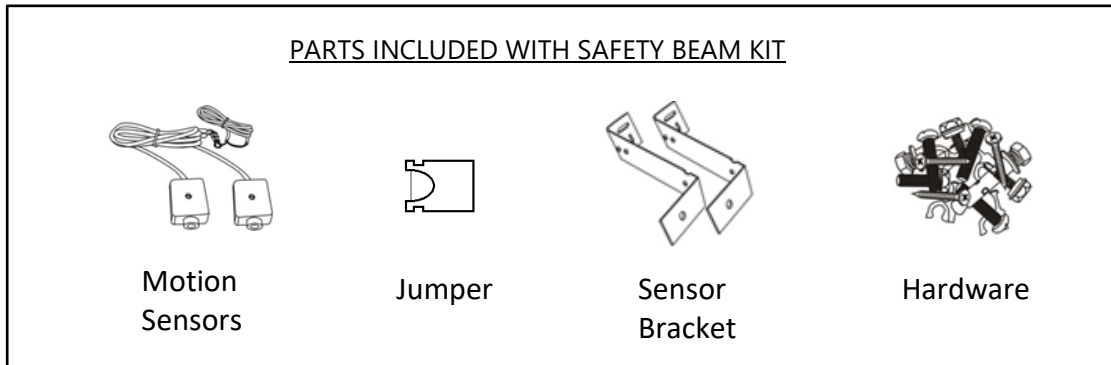 PARTS INCLUDED WITH SAFETY BEAM KIT
Motion
Sensors
Jumper
Sensor
Bracket
Hardware